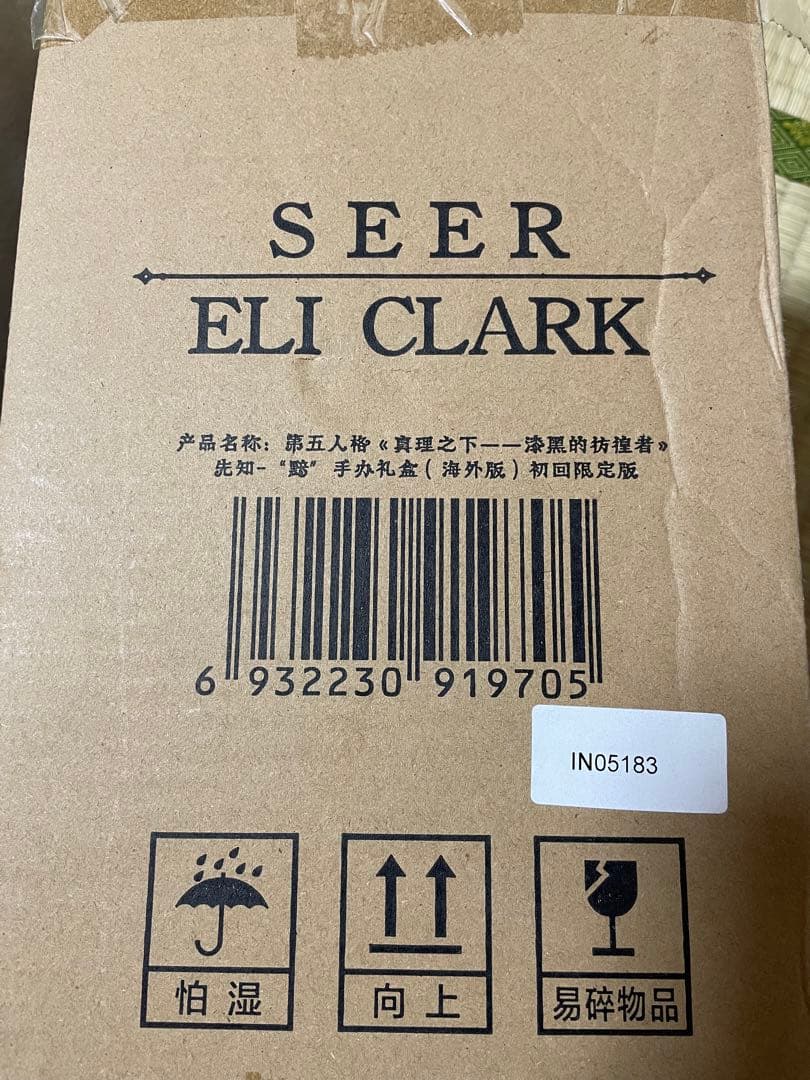 SEER
ELI CLARK
产品名称：第五人格《真理之下——漆黑的彷徨者》
先知-“黯”手办礼盒（海外版）初回限定版
6 932230 919705
IN05183
怕湿
向上
易碎物品